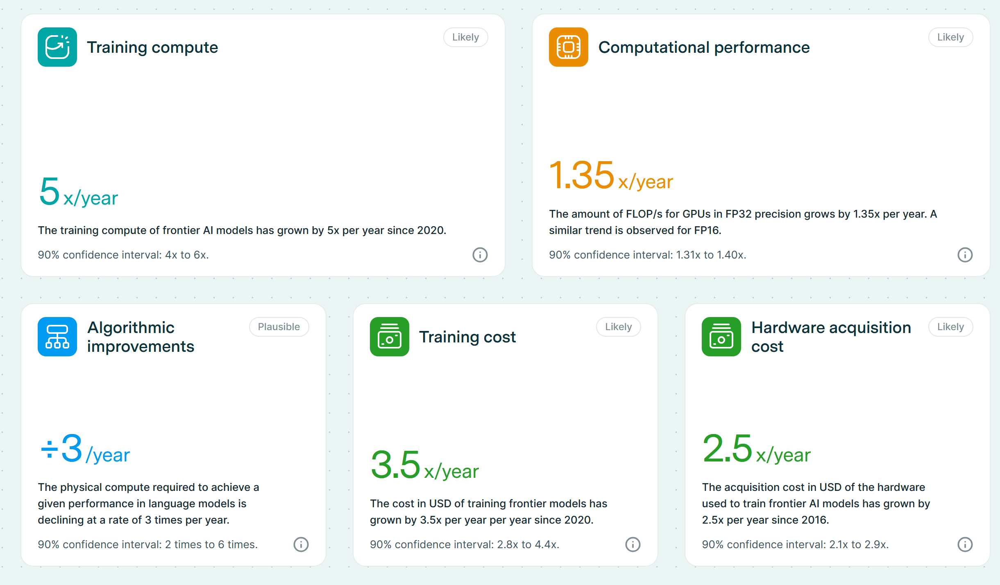 Training compute
Likely
5 x/year
The training compute of frontier AI models has grown by 5x per year since 2020.
90% confidence interval: 4x to 6x.
Computational performance
Likely
1.35 x/year
The amount of FLOP/s for GPUs in FP32 precision grows by 1.35x per year. A
similar trend is observed for FP16.
90% confidence interval: 1.31x to 1.40x.
Algorithmic
improvements
Plausible
÷3 /year
The physical compute required to achieve a
given performance in language models is
declining at a rate of 3 times per year.
90% confidence interval: 2 times to 6 times.
Training cost
Likely
3.5 x/year
The cost in USD of training frontier models has
grown by 3.5x per year per year since 2020.
90% confidence interval: 2.8x to 4.4x.
Hardware acquisition
cost
Likely
2.5 x/year
The acquisition cost in USD of the hardware
used to train frontier AI models has grown by
2.5x per year since 2016.
90% confidence interval: 2.1x to 2.9x.